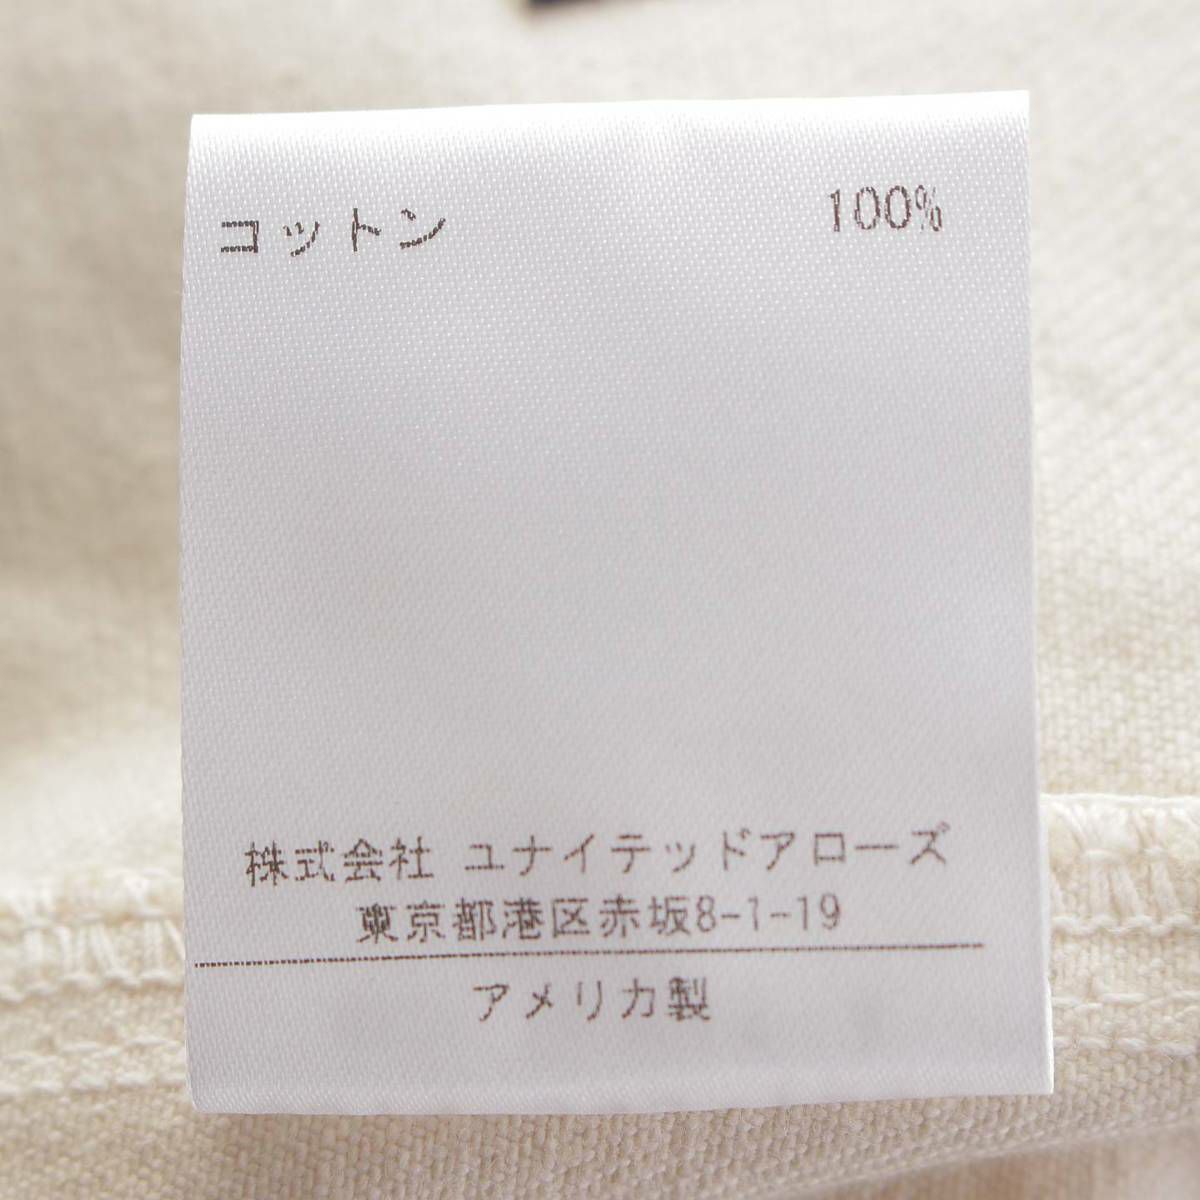 コットン 100%
株式会社 ユナイテッドアローズ
東京都港区赤坂8-1-19
アメリカ製